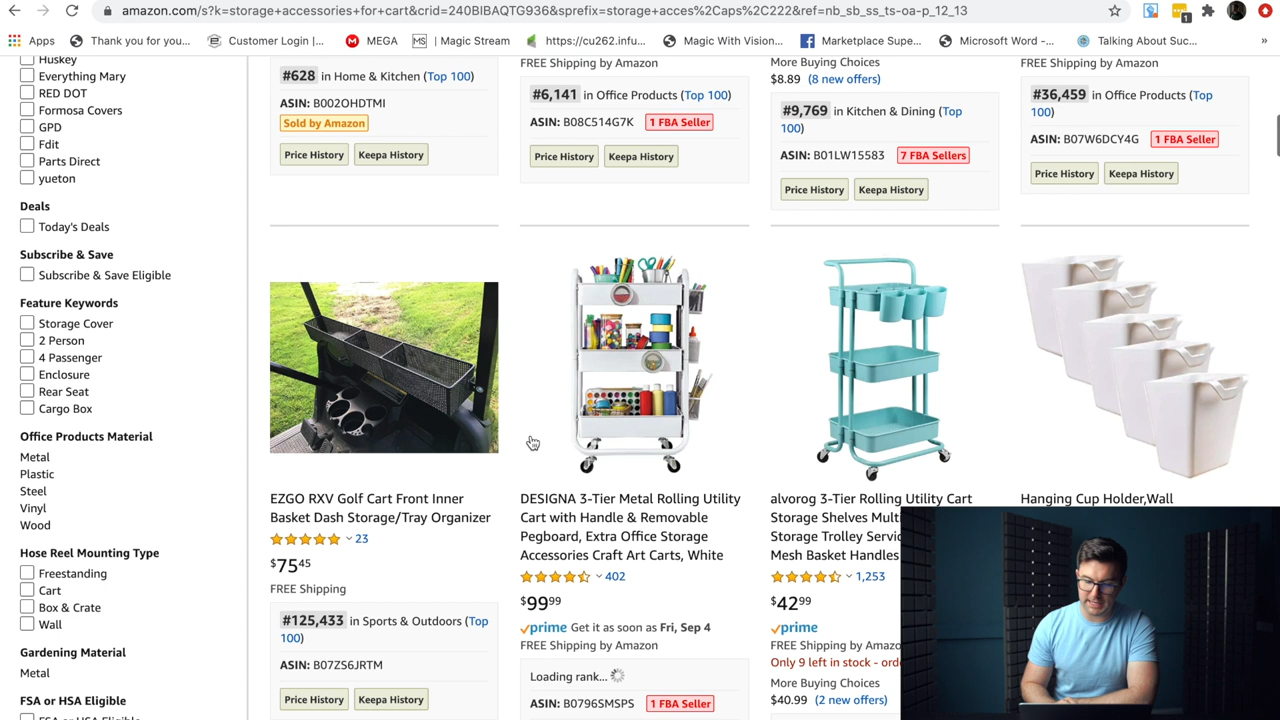 amazon.com/s?k=storage+accessories+for+cart&crid=240BIBAQTG936&sprefix=storage+acces%2Caps%2C222&ref=nb_sb_ss_ts-oa-p_12_13
Apps Thank you for you... Customer Login |... MEGA MS | Magic Stream https://cu262.infu... Magic With Vision... Marketplace Supe... Microsoft Word -... Talking About Suc... »
Huskey
Everything Mary
RED DOT
Formosa Covers
GPD
Fdit
Parts Direct
yueton
Deals
Today's Deals
Subscribe & Save
Subscribe & Save Eligible
Feature Keywords
Storage Cover
2 Person
4 Passenger
Enclosure
Rear Seat
Cargo Box
Office Products Material
Metal
Plastic
Steel
Vinyl
Wood
Hose Reel Mounting Type
Freestanding
Cart
Box & Crate
Wall
Gardening Material
Metal
FSA or HSA Eligible
FSA or HSA Eligible
#628 in Home & Kitchen (Top 100)
ASIN: B002OHDTMI
Sold by Amazon
Price History Keepa History
FREE Shipping by Amazon
#6,141 in Office Products (Top 100)
ASIN: B08C514G7K 1 FBA Seller
Price History Keepa History
More Buying Choices
$8.89 (8 new offers)
#9,769 in Kitchen & Dining (Top
100)
ASIN: B01LW15583 7 FBA Sellers
Price History Keepa History
FREE Shipping by Amazon
#36,459 in Office Products (Top
100)
ASIN: B07W6DCY4G 1 FBA Seller
Price History Keepa History
EZGO RXV Golf Cart Front Inner
Basket Dash Storage/Tray Organizer
23
$75 45
FREE Shipping
#125,433 in Sports & Outdoors (Top
100)
ASIN: B07ZS6JRTM
Price History Keepa History
DESIGNA 3-Tier Metal Rolling Utility
Cart with Handle & Removable
Pegboard, Extra Office Storage
Accessories Craft Art Carts, White
402
$99 99
prime Get it as soon as Fri, Sep 4
FREE Shipping by Amazon
Loading rank...
ASIN: B0796SMSPS 1 FBA Seller
alvorog 3-Tier Rolling Utility Cart
Storage Shelves Multi
Storage Trolley Servic
Mesh Basket Handles
1,253
$42 99
prime
FREE Shipping by Amazo
Only 9 left in stock - orde
More Buying Choices
$40.99 (2 new offers)
Hanging Cup Holder,Wall